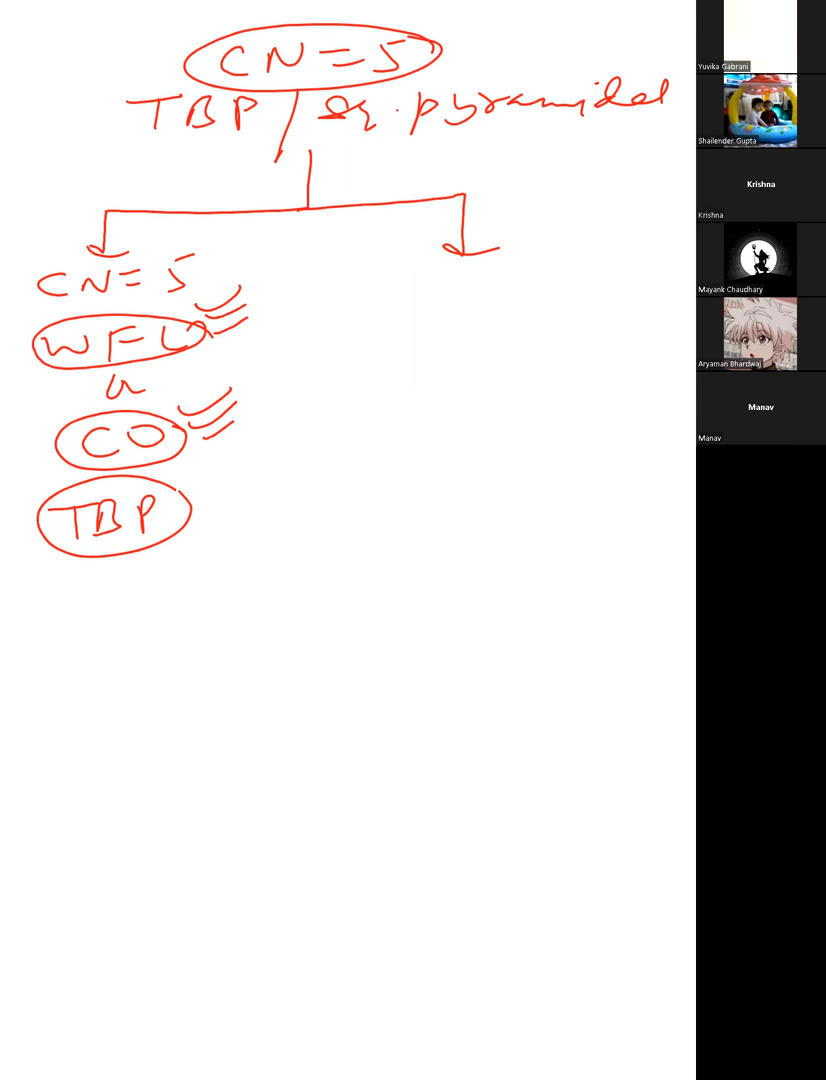 CN=5
TBP / sq. pyramidal
CN=5
WFL
CO
TBP
Yuvika Gabrani
Shailender Gupta
Krishna
Krishna
Mayank Chaudhary
Aryaman Bhardwaj
Manav
Manav